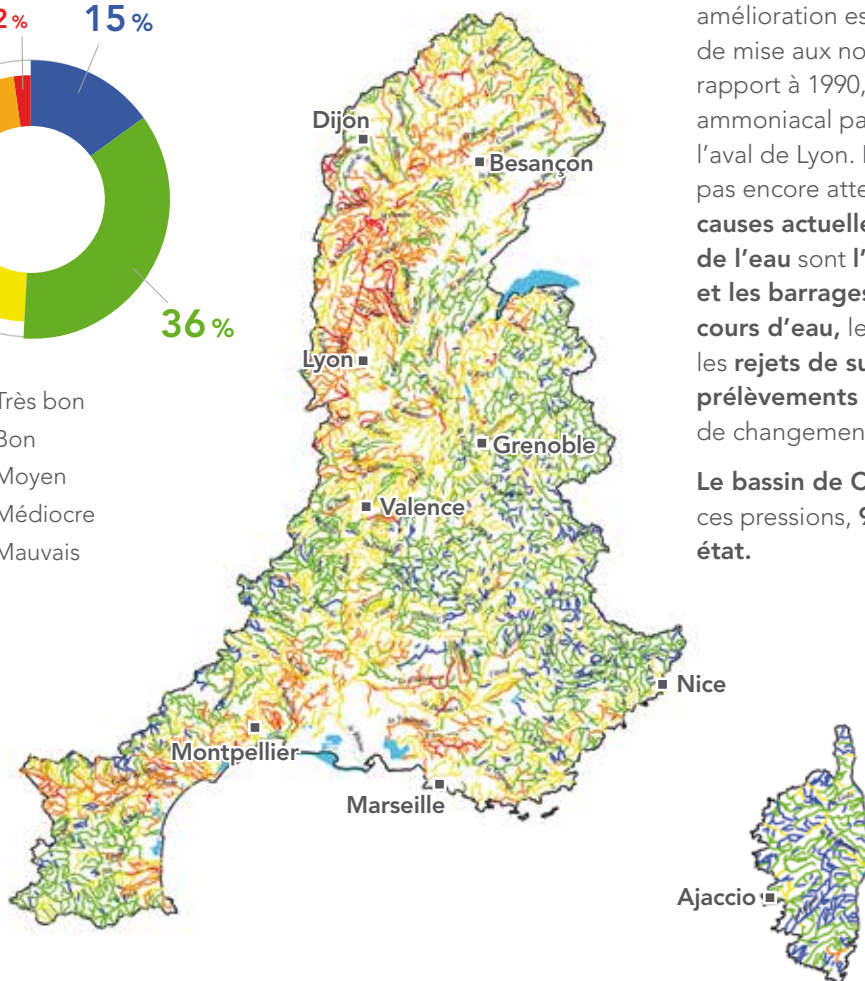 2 %
15 %
36 %
Très bon
Bon
Moyen
Médiocre
Mauvais
Dijon
Besançon
Lyon
Grenoble
Valence
Nice
Montpellier
Marseille
Ajaccio
amélioration es
de mise aux no
rapport à 1990,
ammoniacal pa
l'aval de Lyon.
pas encore atte
causes actuelle
de l'eau sont l'
et les barrages
cours d'eau, le
les rejets de su
prélèvements
de changemen
Le bassin de C
ces pressions, 9
état.